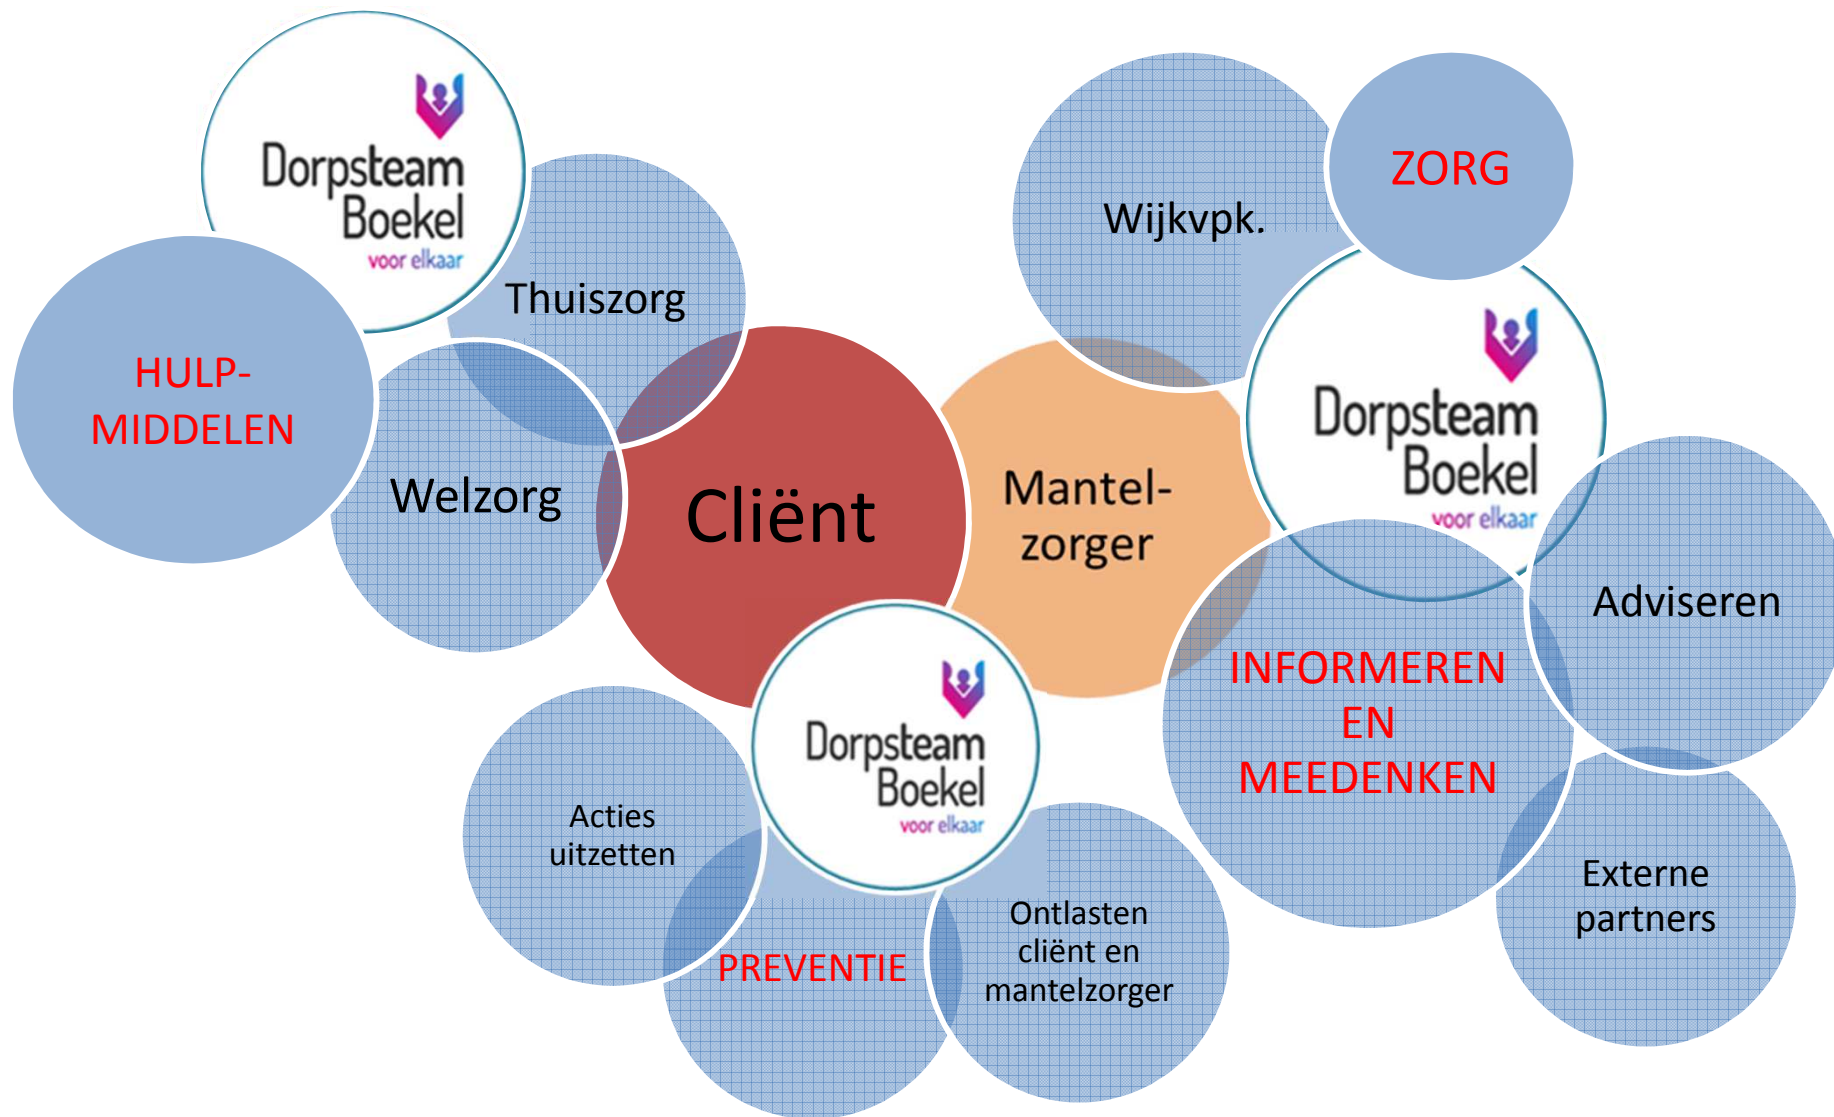 Dorpsteam
Boekel
voor elkaar
HULP-
MIDDELEN
Thuiszorg
Welzorg
Cliënt
Mantel-
zorger
Wijkvpk.
ZORG
Dorpsteam
Boekel
voor elkaar
Adviseren
INFORMEREN
EN
MEEDENKEN
Externe
partners
Dorpsteam
Boekel
voor elkaar
Acties
uitzetten
PREVENTIE
Ontlasten
cliënt en
mantelzorger